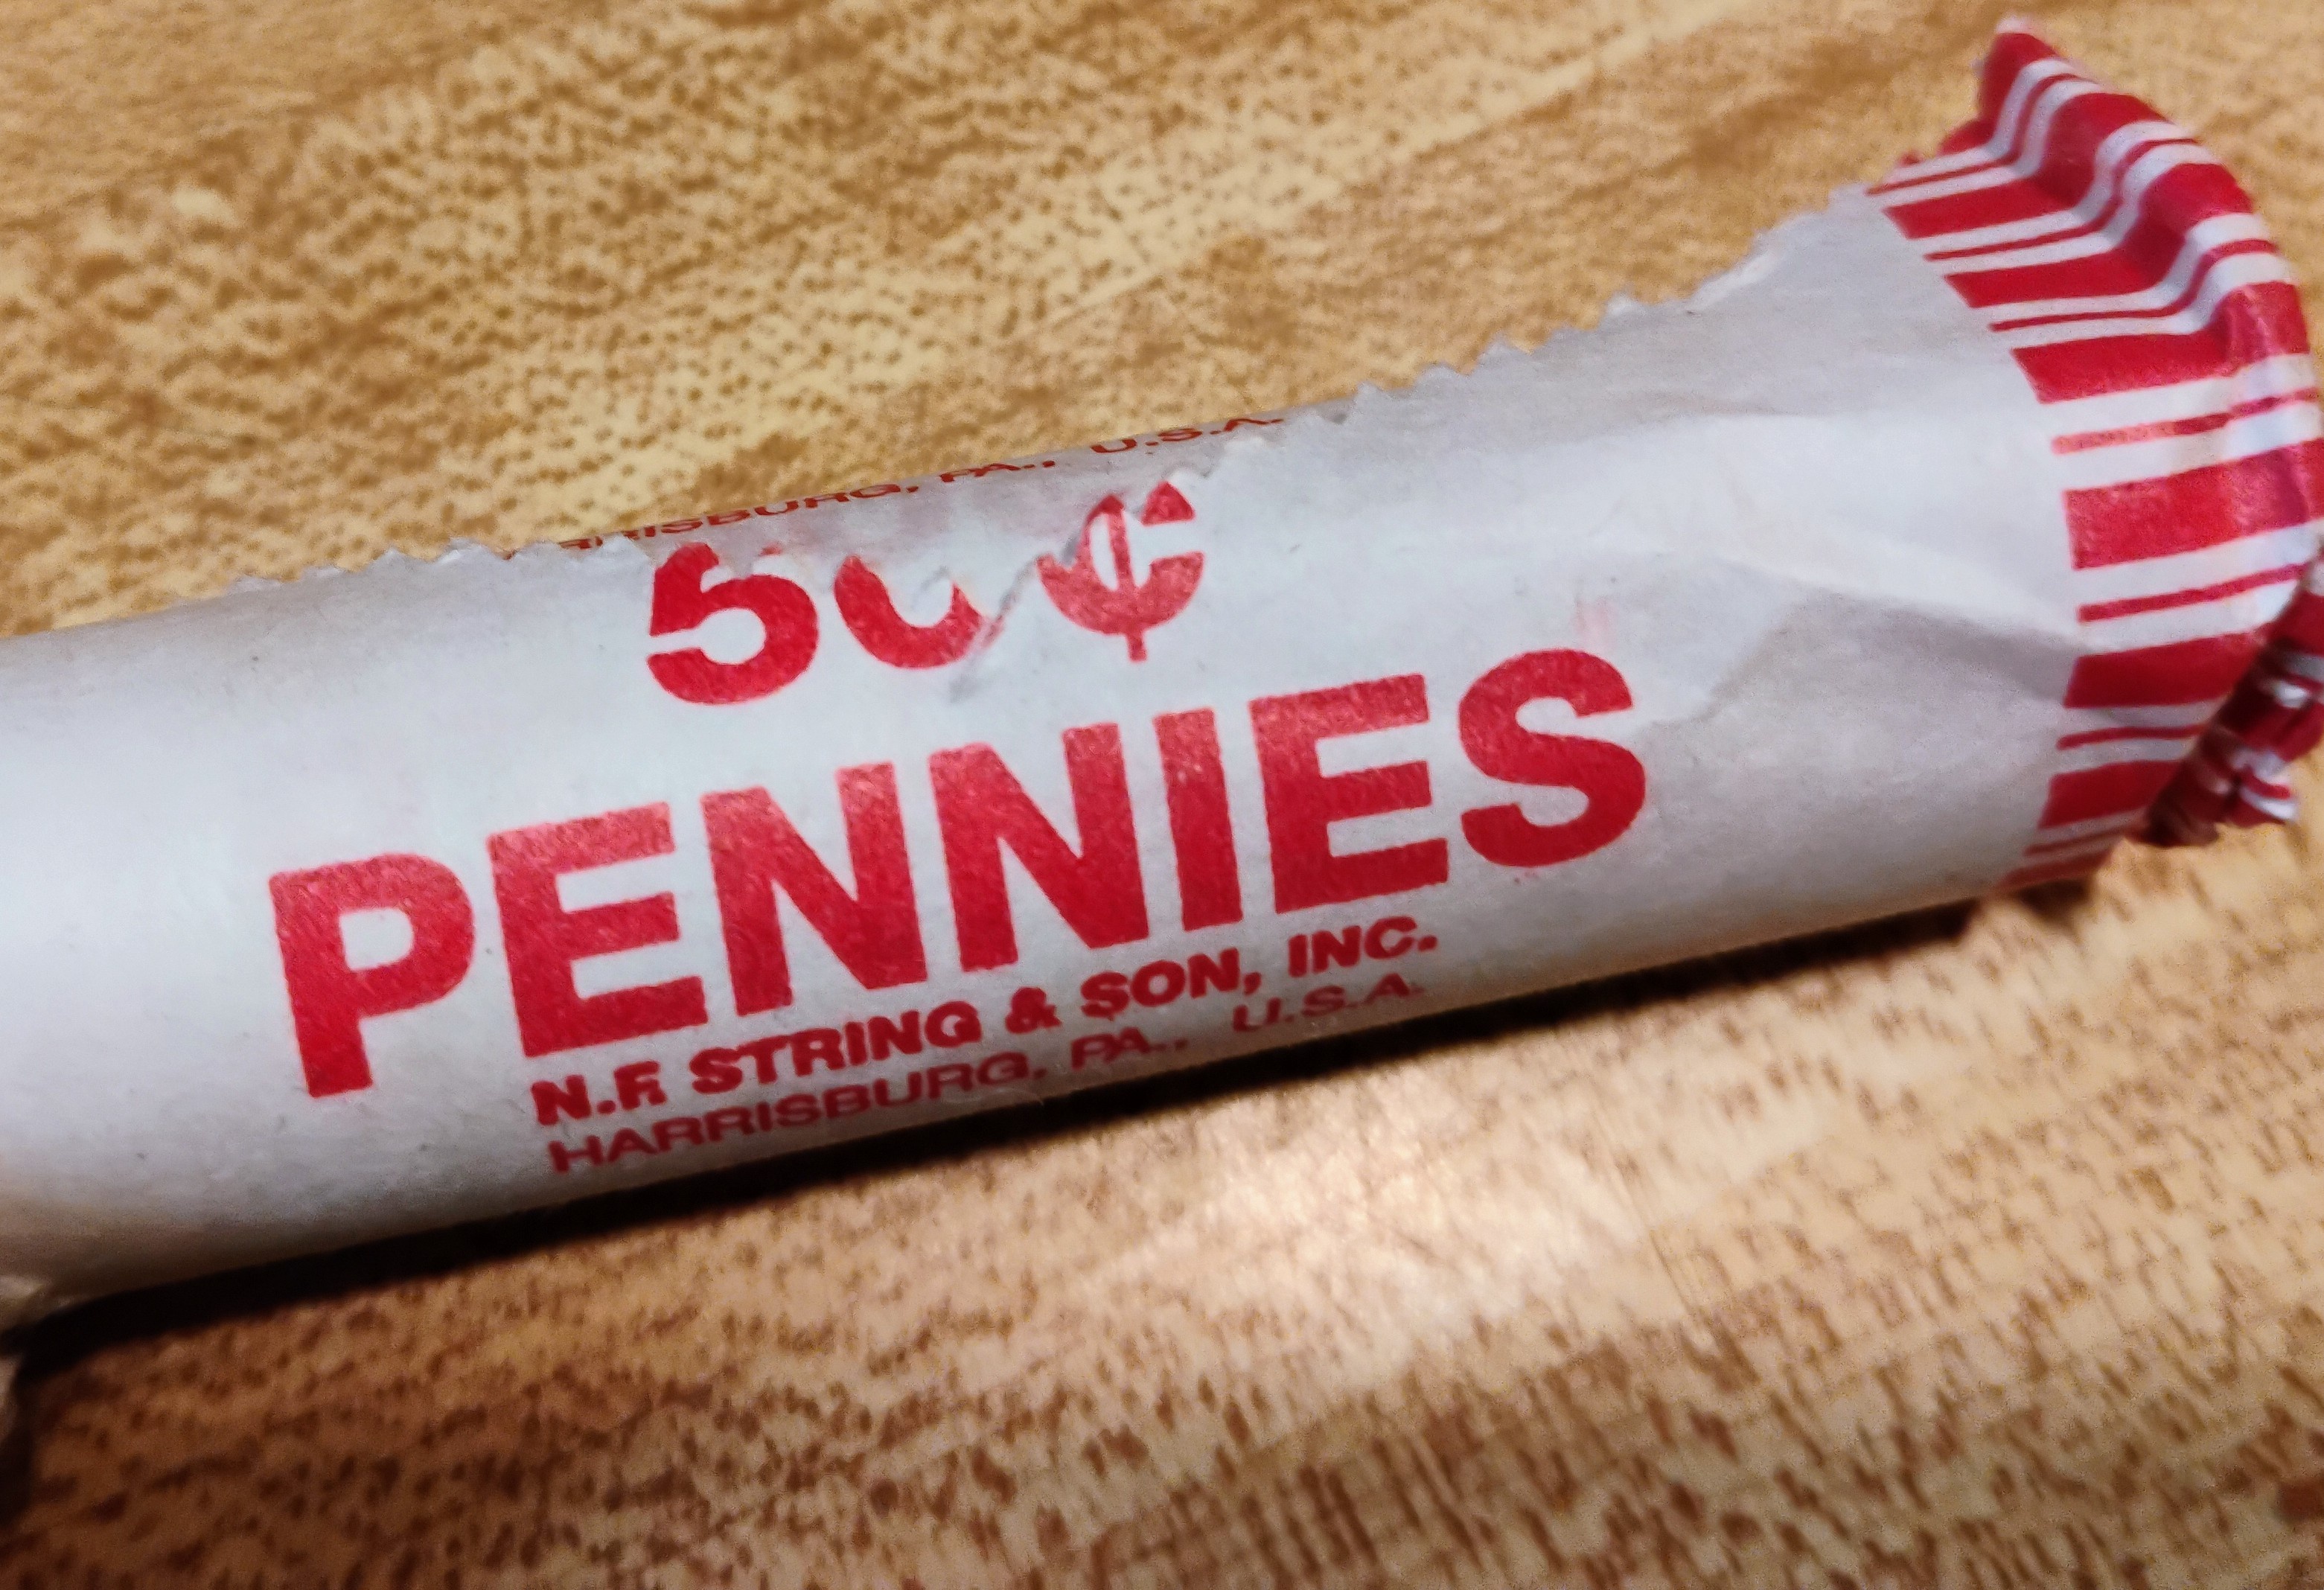 HARRISBURG, PA., U.S.A.
50¢
PENNIES
N.F. STRING & SON, INC.
HARRISBURG, PA., U.S.A.